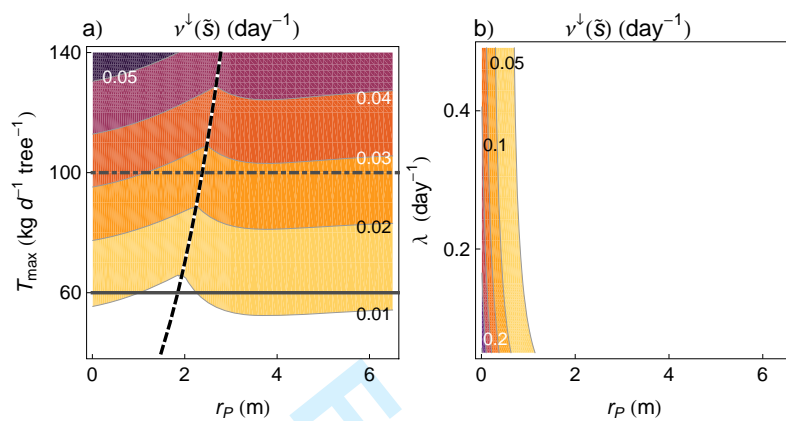 a) ν↓(s̃) (day⁻¹)
b) ν↓(s̃) (day⁻¹)
140
100
60
T_max (kg d⁻¹ tree⁻¹)
0.05
0.04
0.03
0.02
0.01
0 2 4 6
r_P (m)
0.4
0.2
λ (day⁻¹)
0.05
0.1
0.2
0 2 4 6
r_P (m)
E